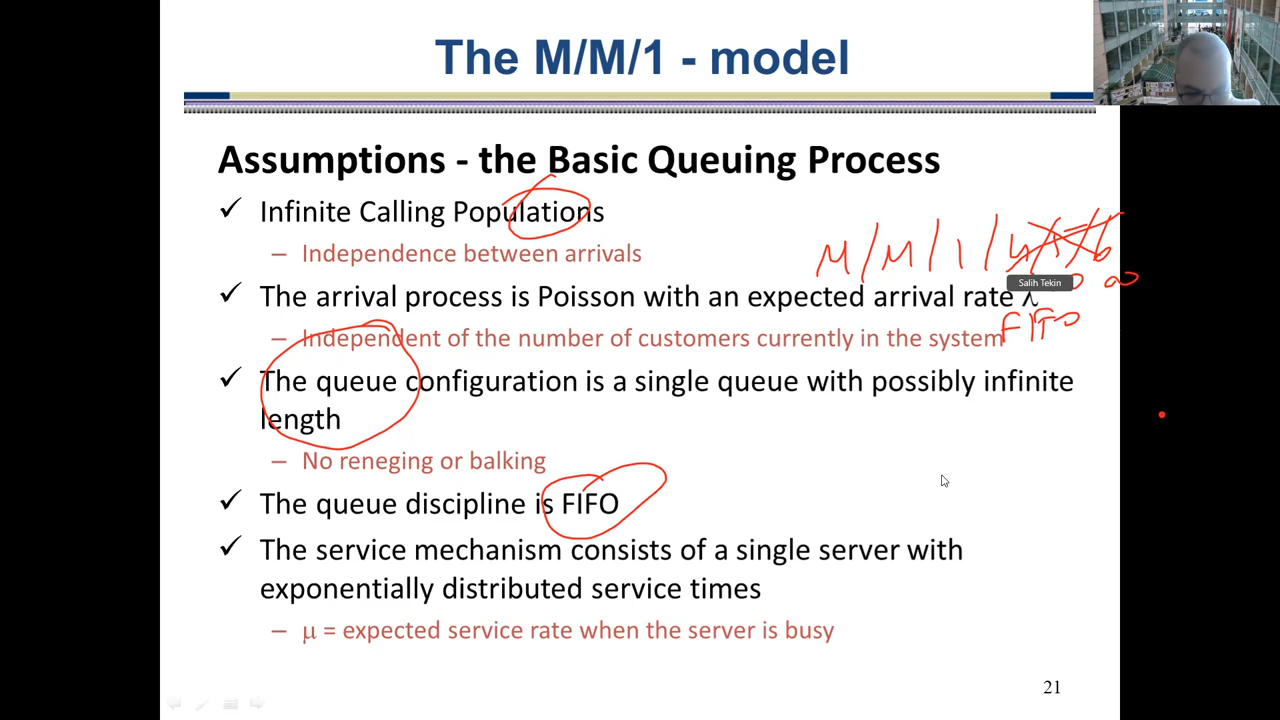 The M/M/1 - model
Assumptions - the Basic Queuing Process
✓ Infinite Calling Populations
– Independence between arrivals
M/M/1/
∞
Salih Tekin
✓ The arrival process is Poisson with an expected arrival rate λ
FIFO
– Independent of the number of customers currently in the system
✓ The queue configuration is a single queue with possibly infinite
length
– No reneging or balking
✓ The queue discipline is FIFO
✓ The service mechanism consists of a single server with
exponentially distributed service times
– μ = expected service rate when the server is busy
21